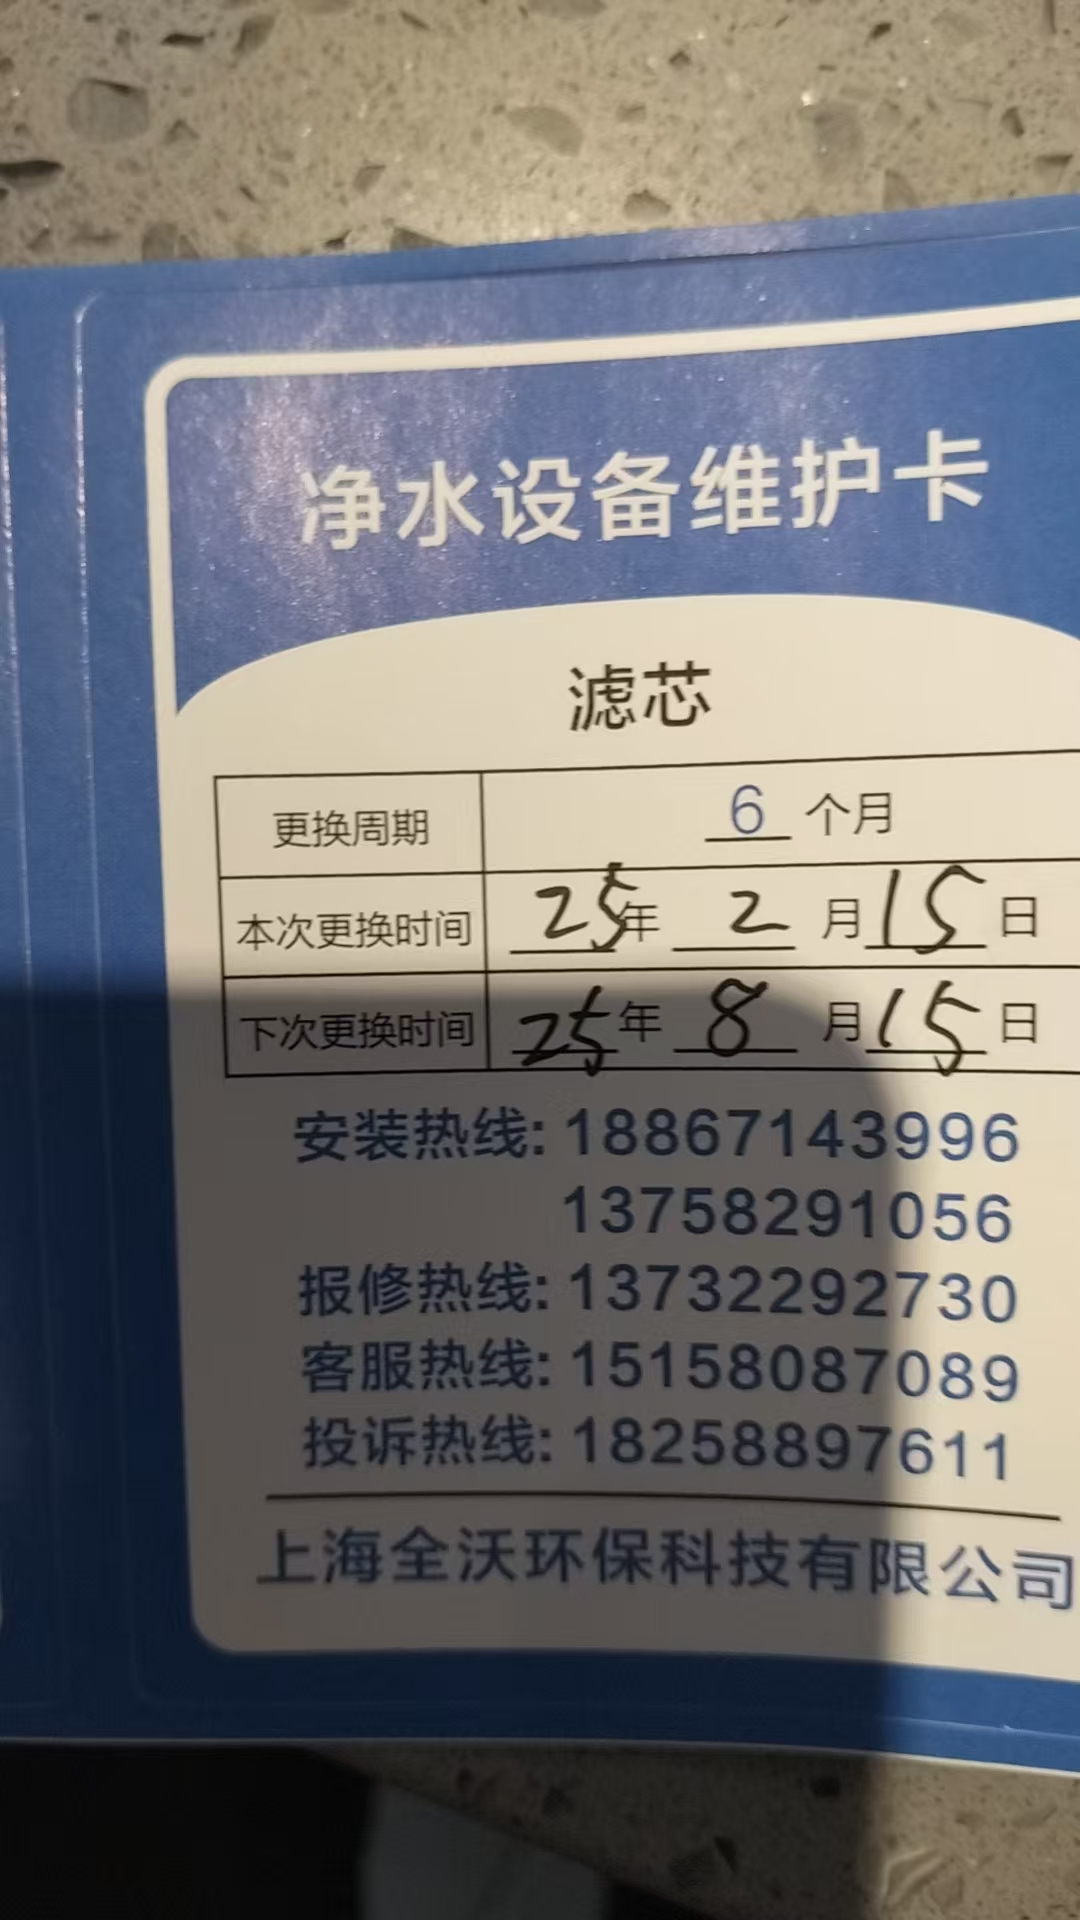 净水设备维护卡
滤芯
更换周期 6 个月
本次更换时间 25年 2 月 15 日
下次更换时间 25年 8 月 15 日
安装热线: 18867143996
13758291056
报修热线: 13732292730
客服热线: 15158087089
投诉热线: 18258897611
上海全沃环保科技有限公司